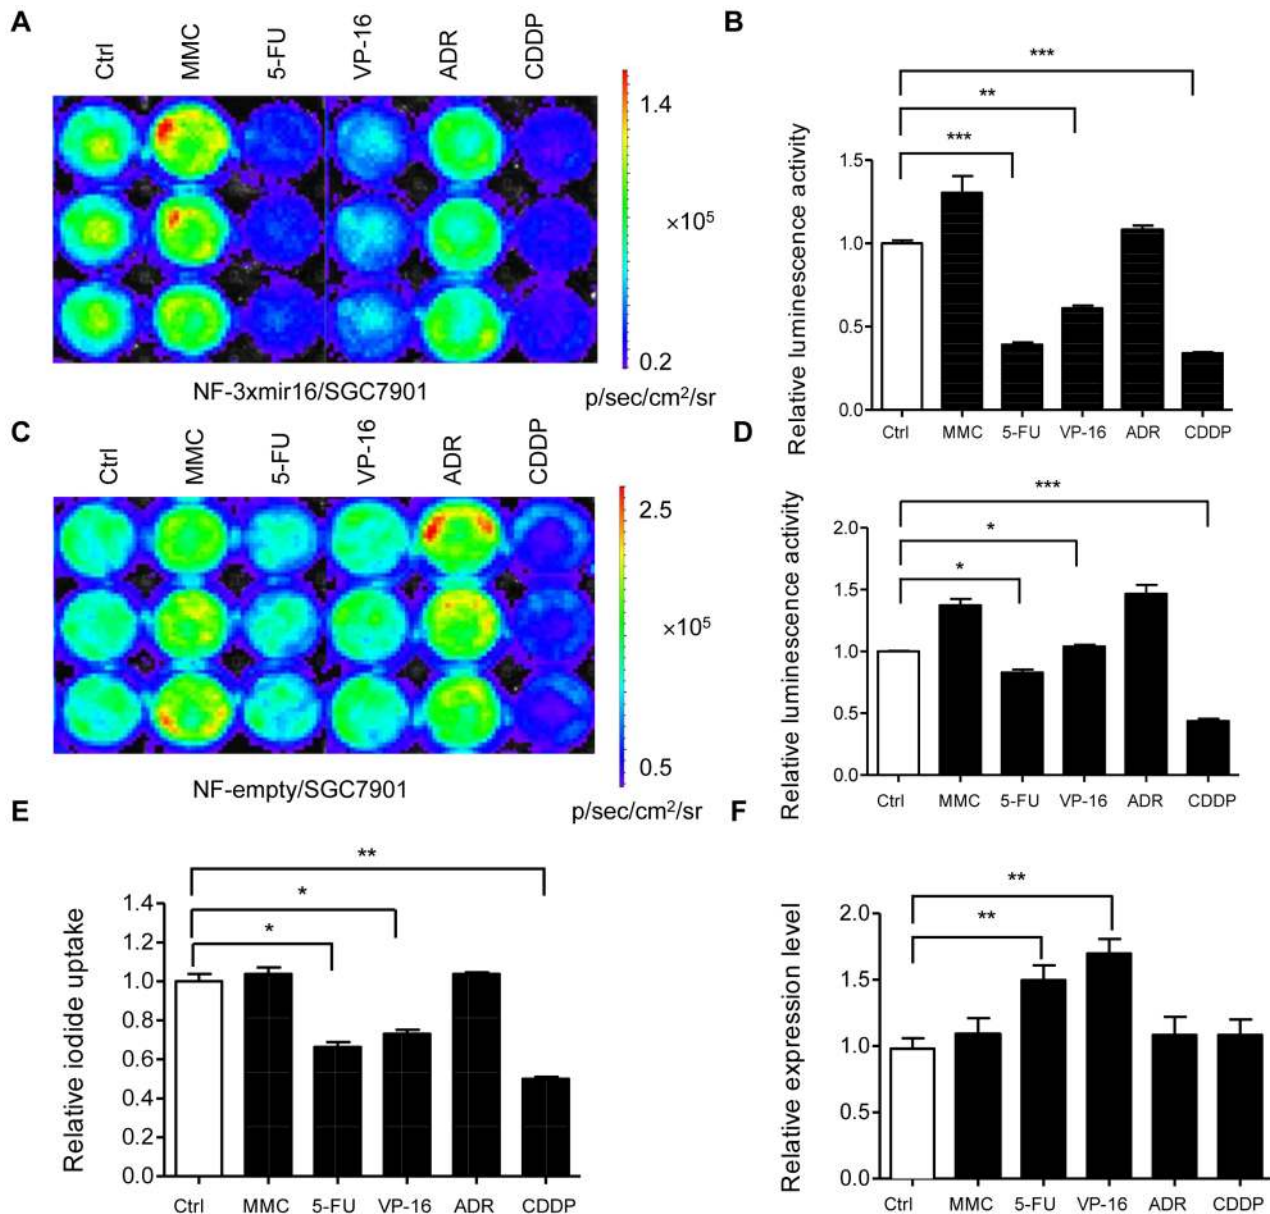 A
Ctrl MMC 5-FU VP-16 ADR CDDP
1.4
×10⁵
0.2
p/sec/cm²/sr
NF-3xmir16/SGC7901
B
Relative luminescence activity
***
**
***
1.5
1.0
0.5
0.0
Ctrl MMC 5-FU VP-16 ADR CDDP
C
Ctrl MMC 5-FU VP-16 ADR CDDP
2.5
×10⁵
0.5
p/sec/cm²/sr
NF-empty/SGC7901
D
Relative luminescence activity
***
*
*
2.0
1.5
1.0
0.5
0.0
Ctrl MMC 5-FU VP-16 ADR CDDP
E
Relative iodide uptake
**
*
*
1.4
1.2
1.0
0.8
0.6
0.4
0.2
0.0
Ctrl MMC 5-FU VP-16 ADR CDDP
F
Relative expression level
**
**
2.0
1.5
1.0
0.5
0.0
Ctrl MMC 5-FU VP-16 ADR CDDP